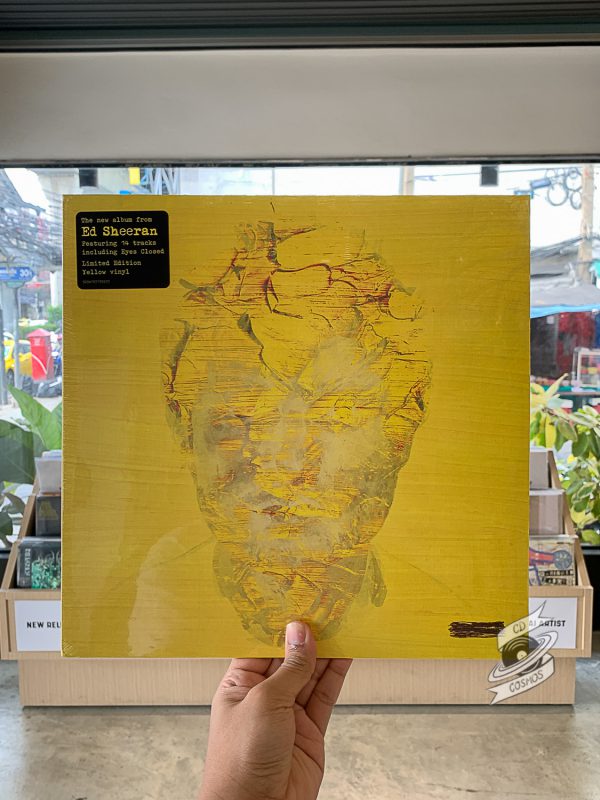 The new album from
Ed Sheeran
Featuring 14 tracks
including Eyes Closed
Limited Edition
Yellow vinyl
NEW REL
AI ARTIST
CD
COSMOS